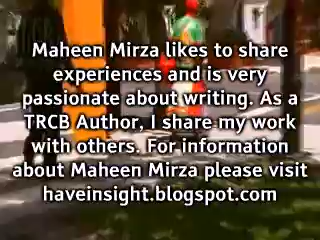 Maheen Mirza likes to share
experiences and is very
passionate about writing. As a
TRCB Author, I share my work
with others. For information
about Maheen Mirza please visit
haveinsight.blogspot.com